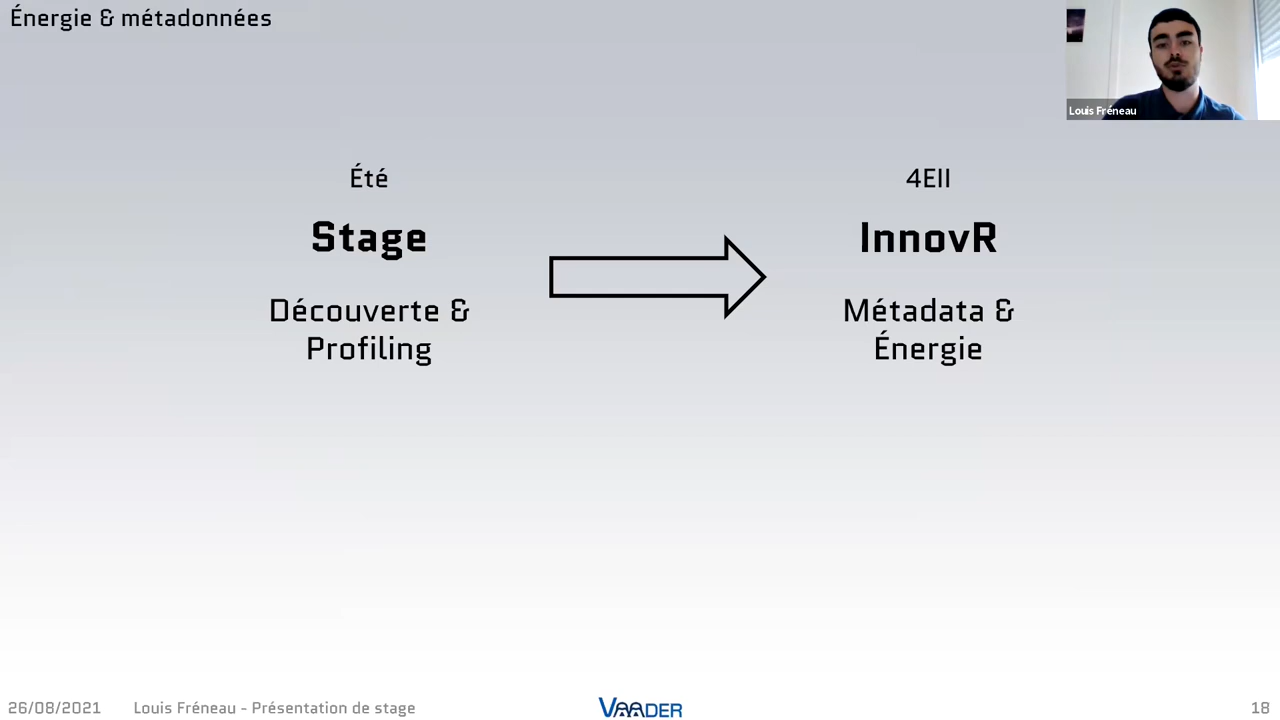 Énergie & métadonnées
Louis Fréneau
Été
Stage
Découverte &
Profiling
4EII
InnovR
Métadata &
Énergie
26/08/2021
Louis Fréneau - Présentation de stage
VAADER
18